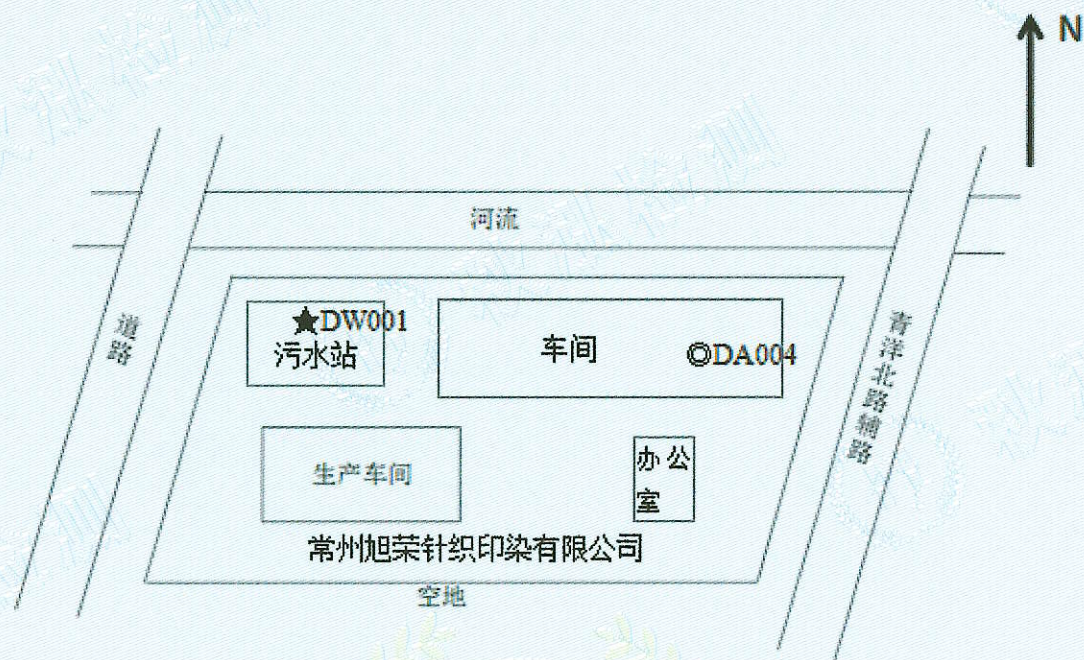 N
河流
道路
★DW001
污水站
车间
◎DA004
青洋北路辅路
生产车间
办公室
常州旭荣针织印染有限公司
空地